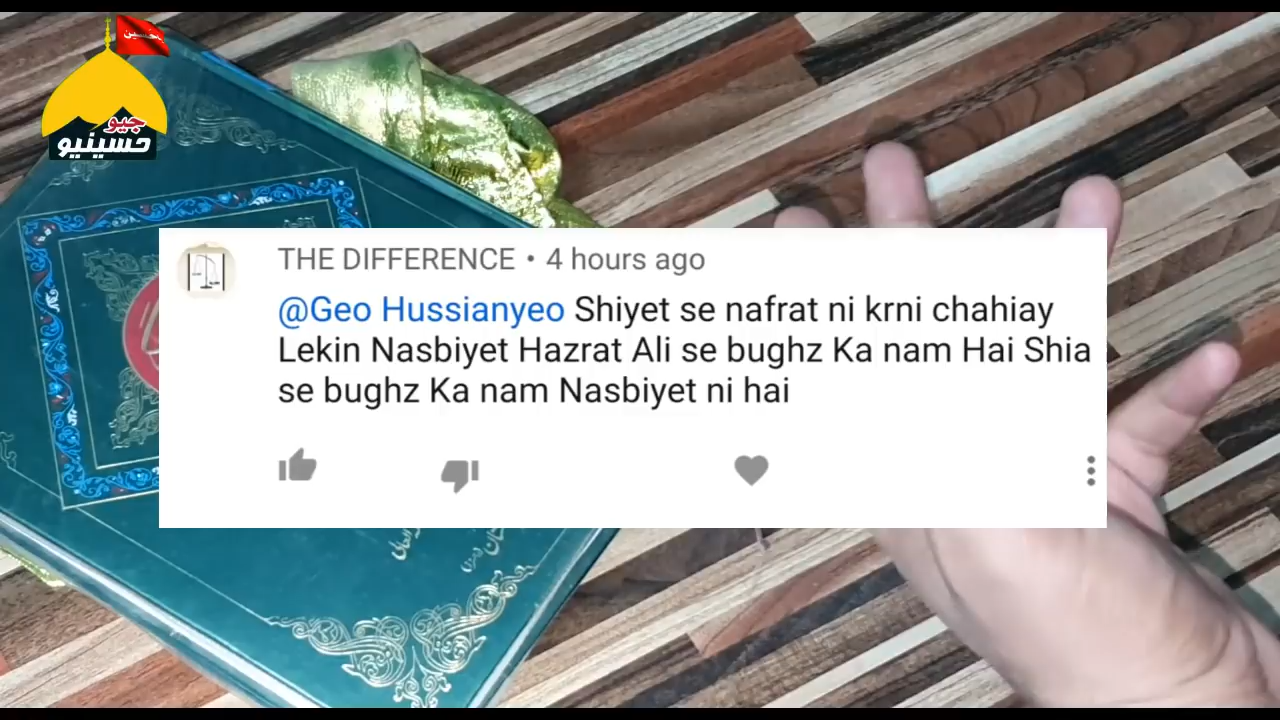 حسین
جیو
حسینیو
THE DIFFERENCE • 4 hours ago
@Geo Hussianyeo Shiyet se nafrat ni krni chahiay
Lekin Nasbiyet Hazrat Ali se bughz Ka nam Hai Shia
se bughz Ka nam Nasbiyet ni hai